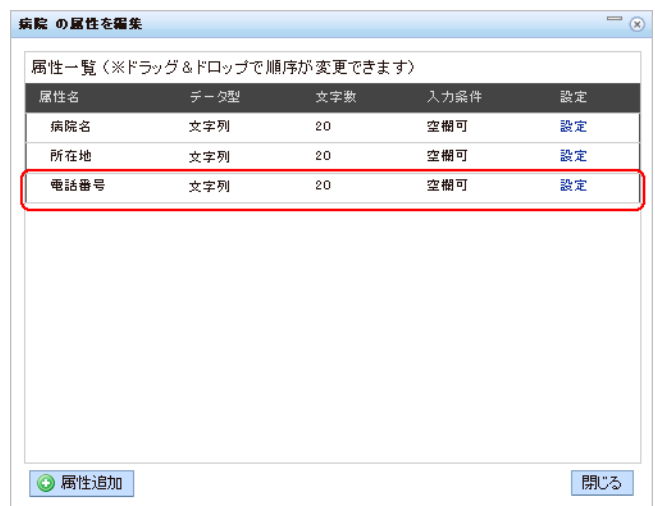 病院 の属性を編集
属性一覧（※ドラッグ＆ドロップで順序が変更できます）
属性名 データ型 文字数 入力条件 設定
病院名 文字列 20 空欄可 設定
所在地 文字列 20 空欄可 設定
電話番号 文字列 20 空欄可 設定
属性追加 閉じる